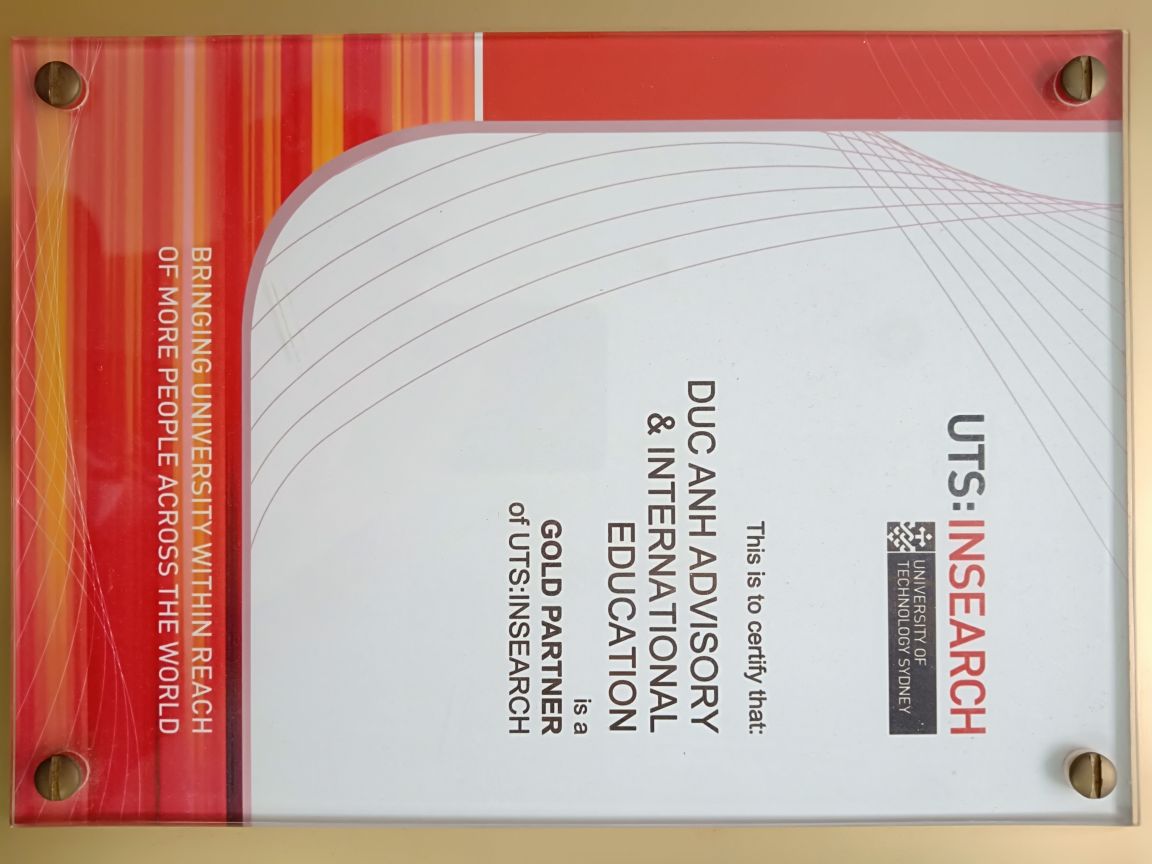 UTS:INSEARCH
UNIVERSITY OF
TECHNOLOGY SYDNEY
This is to certify that:
DUC ANH ADVISORY
& INTERNATIONAL
EDUCATION
is a
GOLD PARTNER
of UTS:INSEARCH
BRINGING UNIVERSITY WITHIN REACH
OF MORE PEOPLE ACROSS THE WORLD